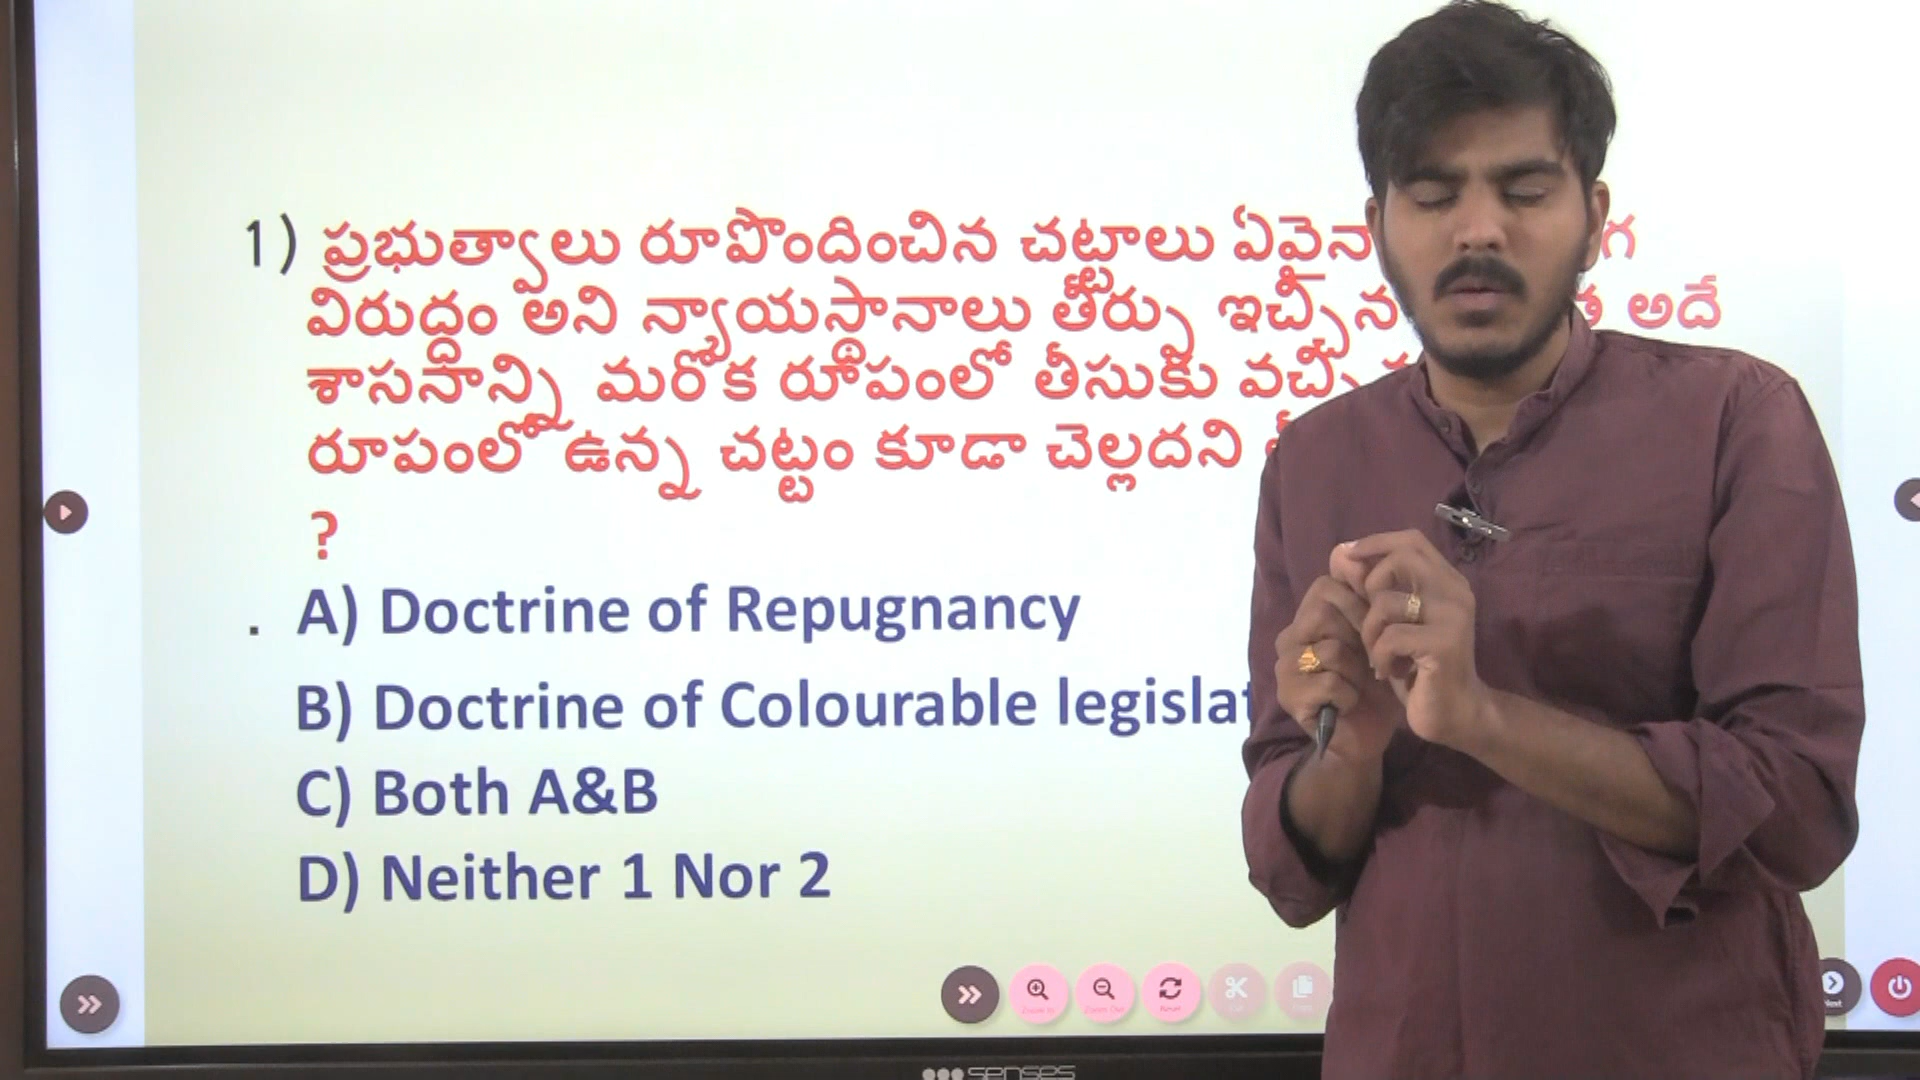 1) ప్రభుత్వాలు రూపొందించిన చట్టాలు ఏవైనా గ
విరుద్ధం అని న్యాయస్థానాలు తీర్పు ఇచ్చిన అదే
శాసనాన్ని మరొక రూపంలో తీసుకు వచ్చి
రూపంలో ఉన్న చట్టం కూడా చెల్లదని
?
. A) Doctrine of Repugnancy
B) Doctrine of Colourable legislat
C) Both A&B
D) Neither 1 Nor 2
Next
senses